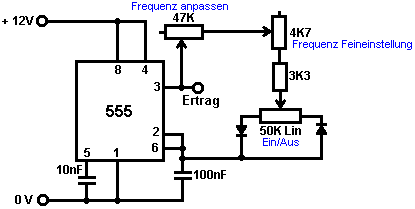 Frequenz anpassen
47K
+ 12V
4K7
Frequenz Feineinstellung
8
4
3
3K3
Ertrag
555
2
50K Lin
6
Ein/Aus
5
1
10nF
100nF
0 V